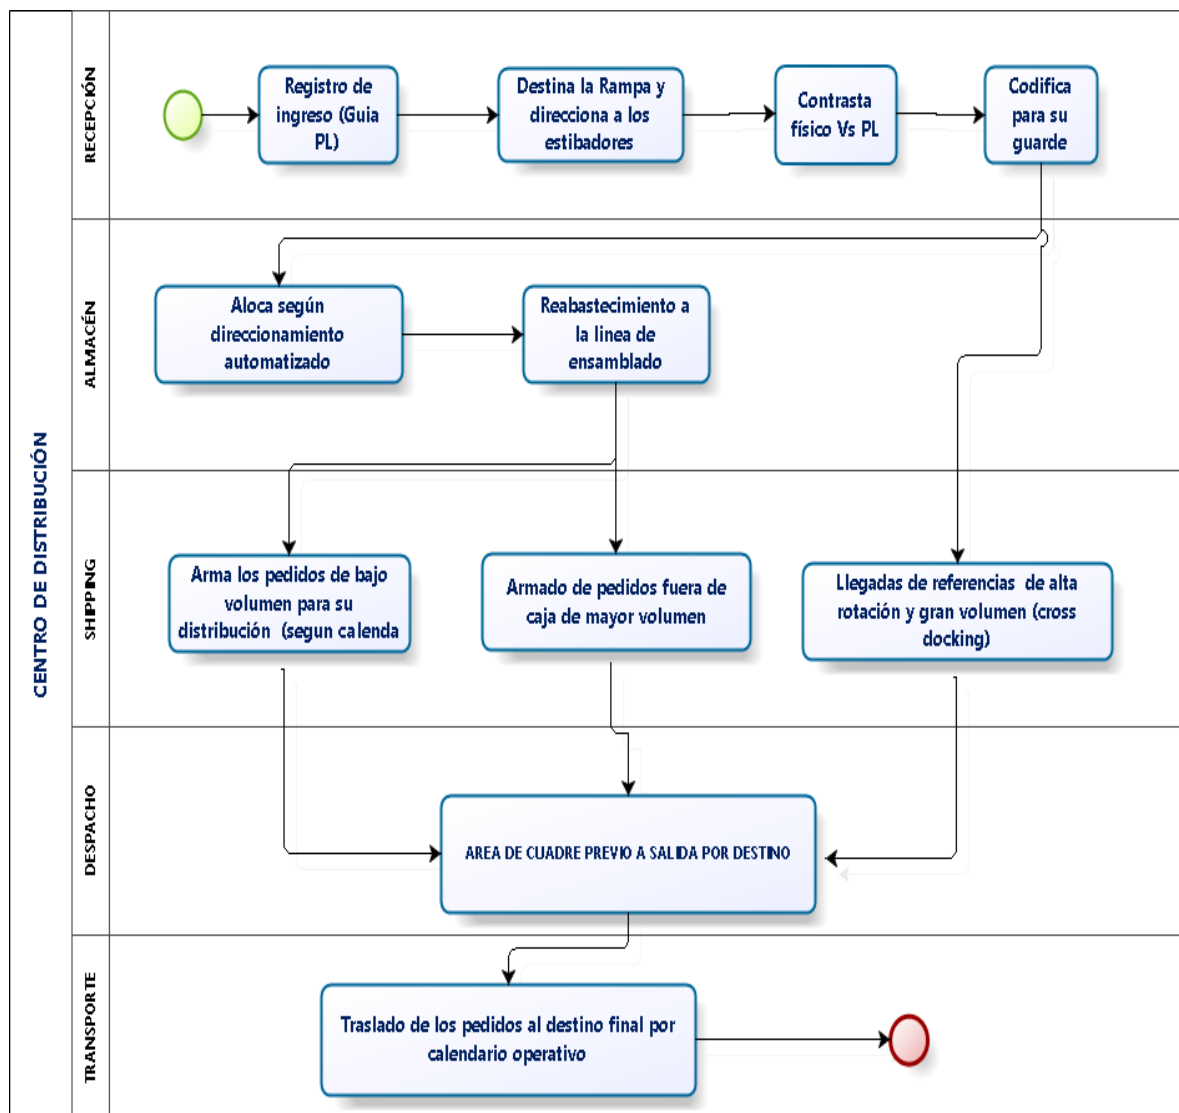 CENTRO DE DISTRIBUCIÓN
RECEPCIÓN
Registro de
ingreso (Guia
PL)
Destina la Rampa y
direcciona a los
estibadores
Contrasta
físico Vs PL
Codifica
para su
guarde
ALMACÉN
Aloca según
direccionamiento
automatizado
Reabastecimiento a
la linea de
ensamblado
SHIPPING
Arma los pedidos de bajo
volumen para su
distribución (segun calenda
Armado de pedidos fuera de
caja de mayor volumen
Llegadas de referencias de alta
rotación y gran volumen (cross
docking)
DESPACHO
AREA DE CUADRE PREVIO A SALIDA POR DESTINO
TRANSPORTE
Traslado de los pedidos al destino final por
calendario operativo